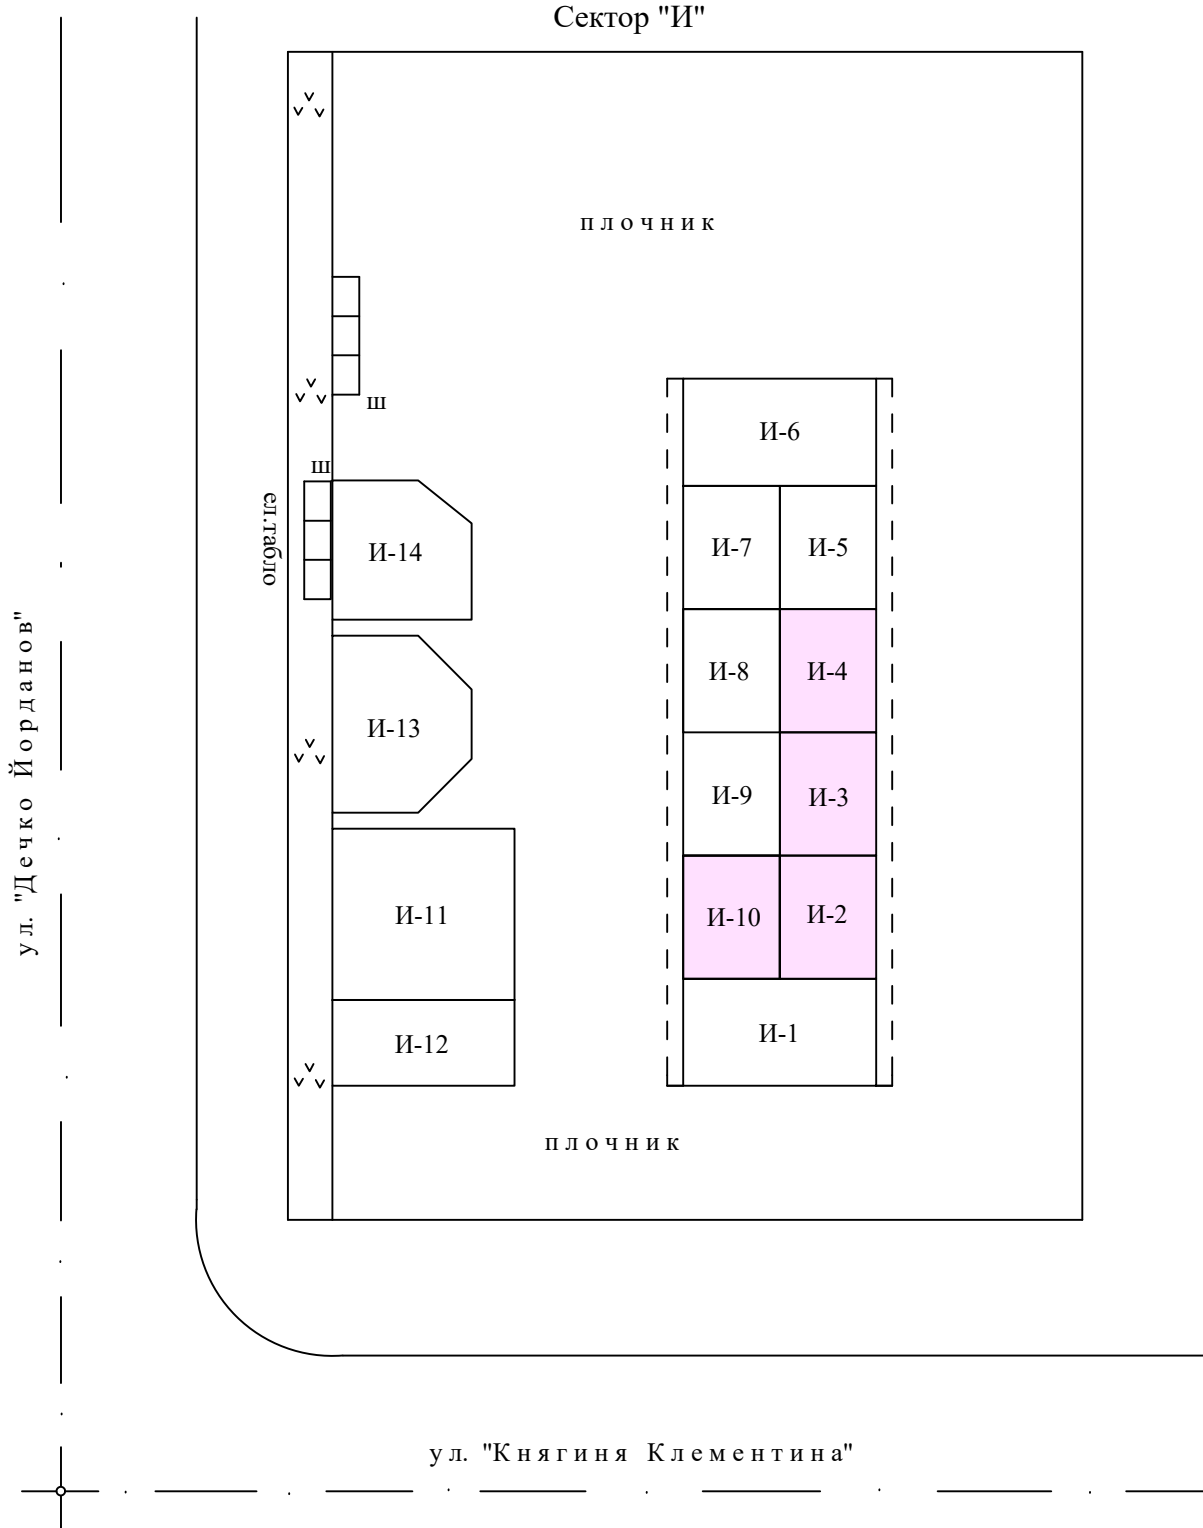 Сектор "И"
плочник
ш
И-6
ш
ел.табло
И-14
И-7
И-5
ул. "Дечко Йорданов"
И-13
И-8
И-4
И-9
И-3
И-11
И-10
И-2
И-12
И-1
плочник
ул. "Княгиня Клементина"